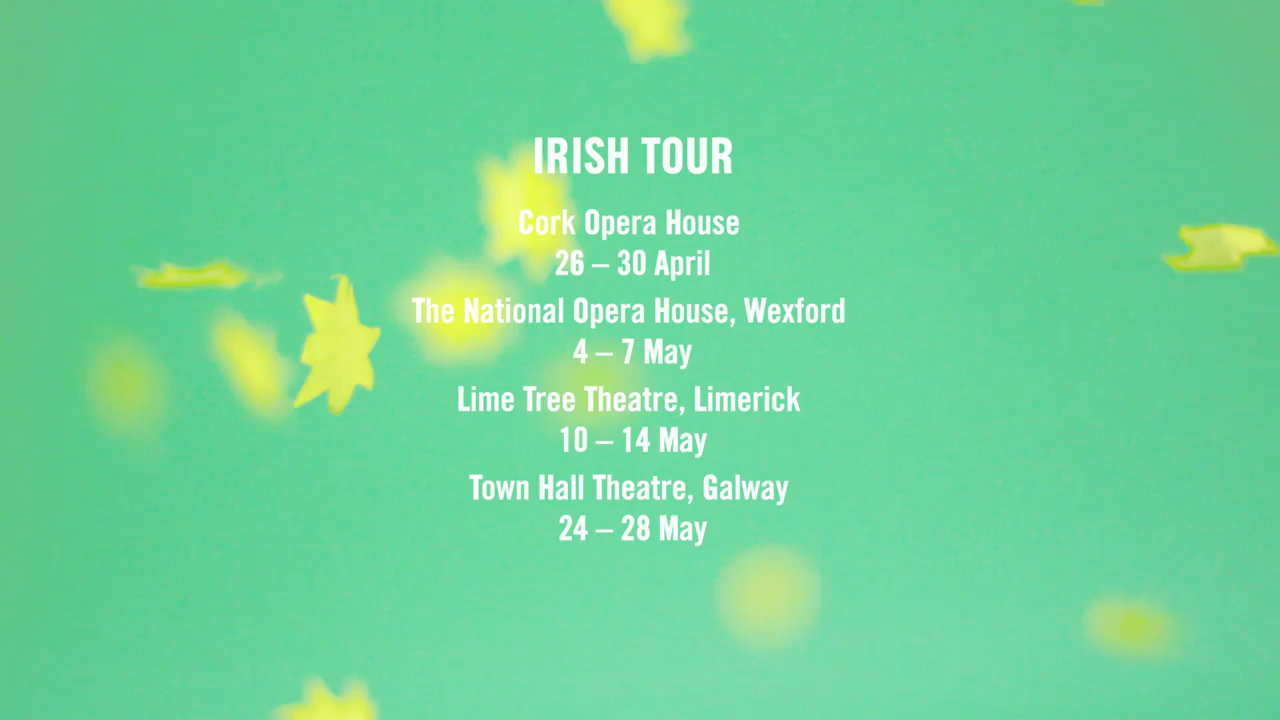 IRISH TOUR
Cork Opera House
26 – 30 April
The National Opera House, Wexford
4 – 7 May
Lime Tree Theatre, Limerick
10 – 14 May
Town Hall Theatre, Galway
24 – 28 May